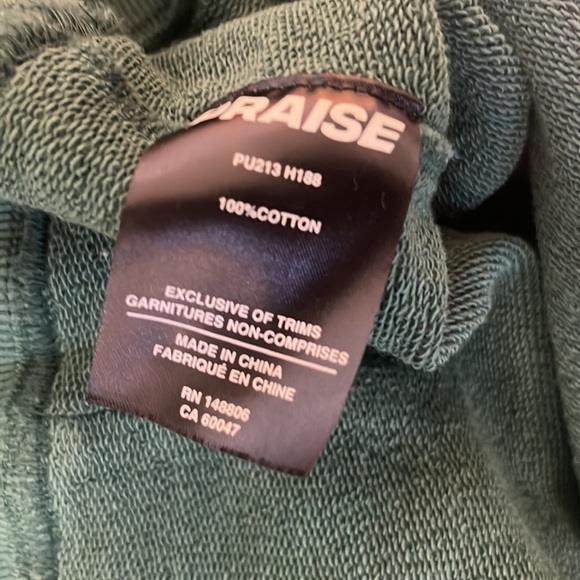 PRAISE
PU213 H188
100%COTTON
EXCLUSIVE OF TRIMS
GARNITURES NON-COMPRISES
MADE IN CHINA
FABRIQUÉ EN CHINE
RN 148806
CA 60047